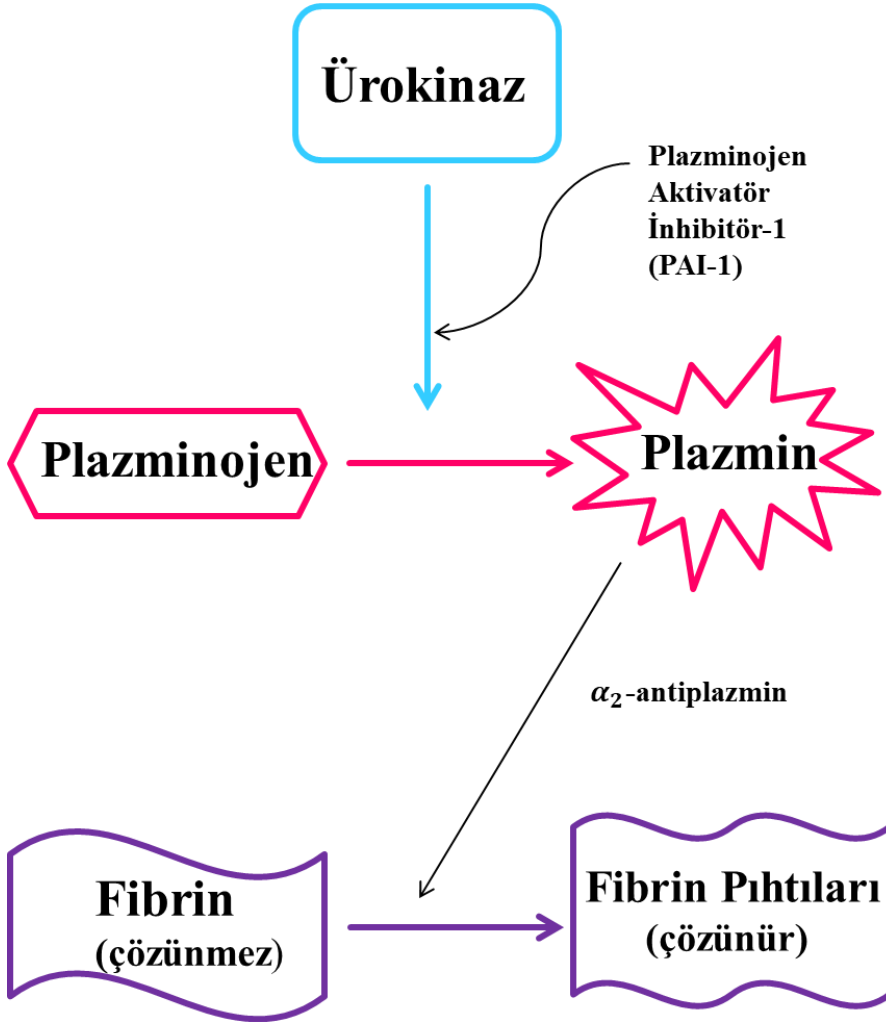 Ürokinaz
Plazminojen
Aktivatör
İnhibitör-1
(PAI-1)
Plazminojen
Plazmin
α₂-antiplazmin
Fibrin
(çözünmez)
Fibrin Pıhtıları
(çözünür)